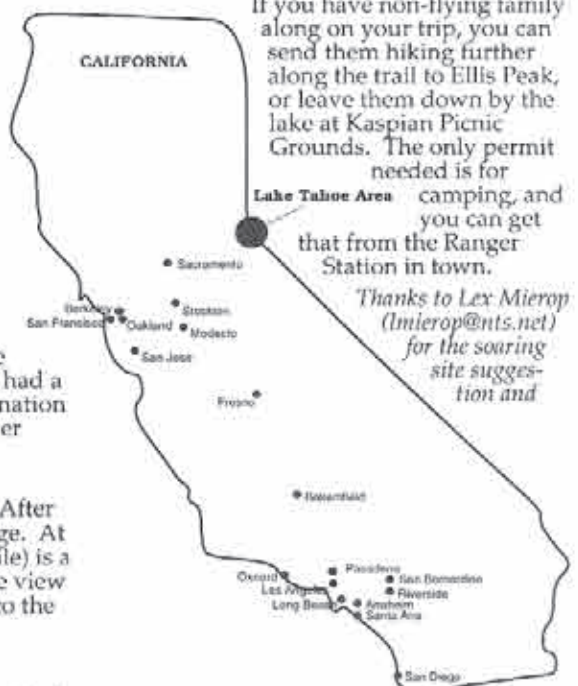 If you have non-flying family
along on your trip, you can
send them hiking further
along the trail to Ellis Peak,
or leave them down by the
lake at Kaspian Picnic
Grounds. The only permit
needed is for
camping, and
you can get
that from the Ranger
Station in town.
Thanks to Lex Mierop
(lmierop@nts.net)
for the soaring
site sugges-
tion and
CALIFORNIA
Lake Tahoe Area
Sacramento
Stockton
Berkeley
San Francisco
Oakland
Modesto
San Jose
Fresno
Bakersfield
Oxnard
Pasadena
Los Angeles
San Bernardino
Riverside
Long Beach
Anaheim
Santa Ana
San Diego
had a
nation
er
After
ge. At
ile) is a
e view
to the